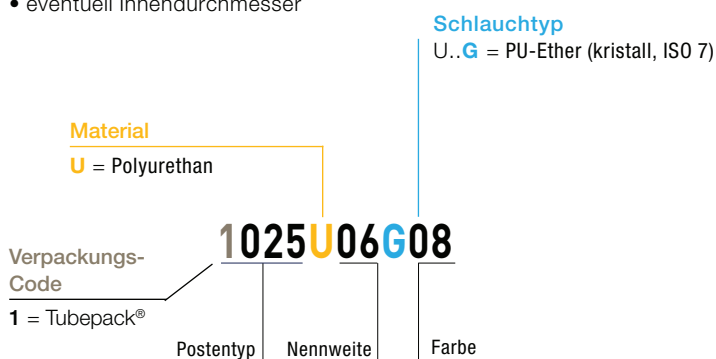 • eventuell Innendurchmesser
Schlauchtyp
U..G = PU-Ether (kristall, ISO 7)
Material
U = Polyurethan
1025U06G08
Verpackungs-
Code
1 = Tubepack®
Postentyp Nennweite Farbe